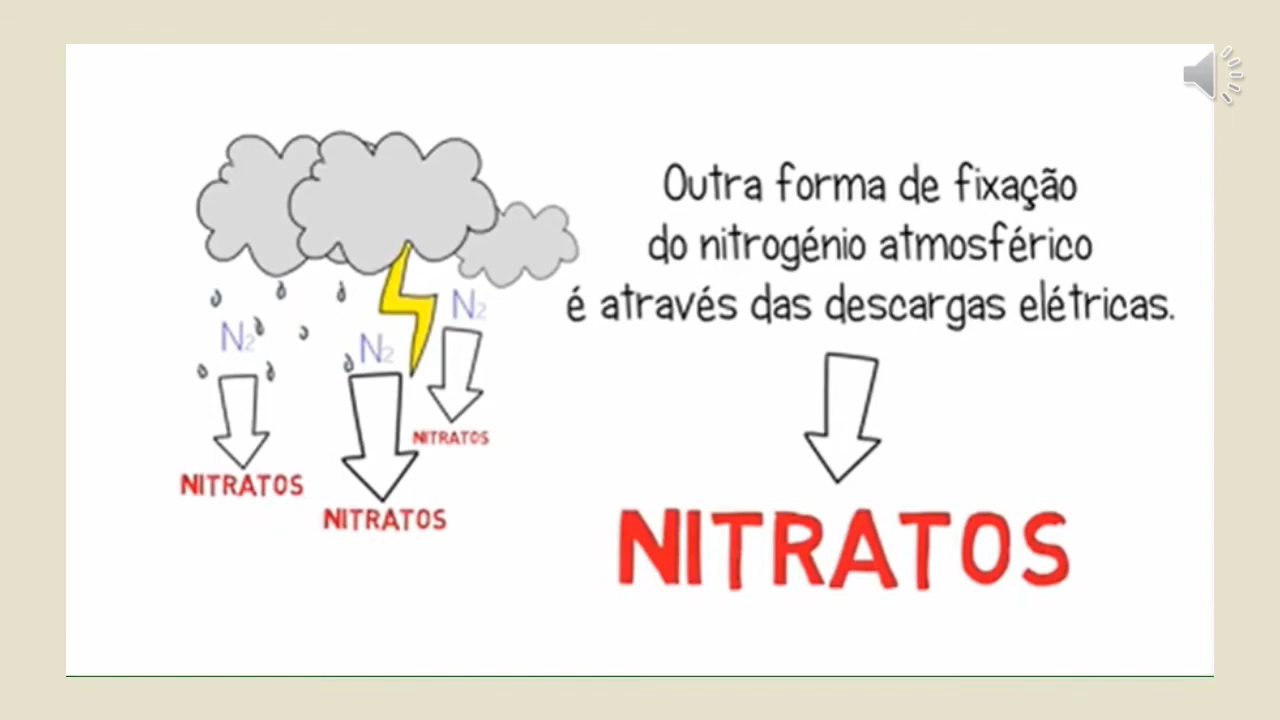 Outra forma de fixação
do nitrogénio atmosférico
é através das descargas elétricas.
N2
N2
N2
NITRATOS
NITRATOS
NITRATOS
NITRATOS